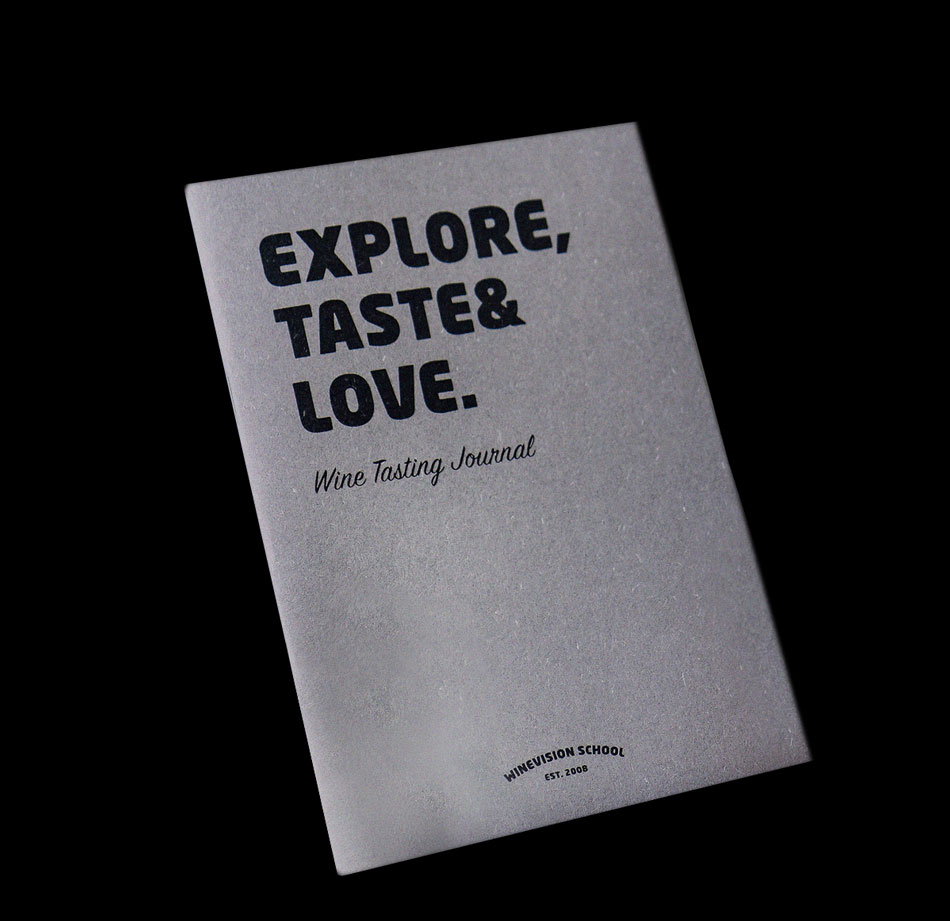 EXPLORE,
TASTE&
LOVE.
Wine Tasting Journal
WINEVISION SCHOOL
EST. 2008